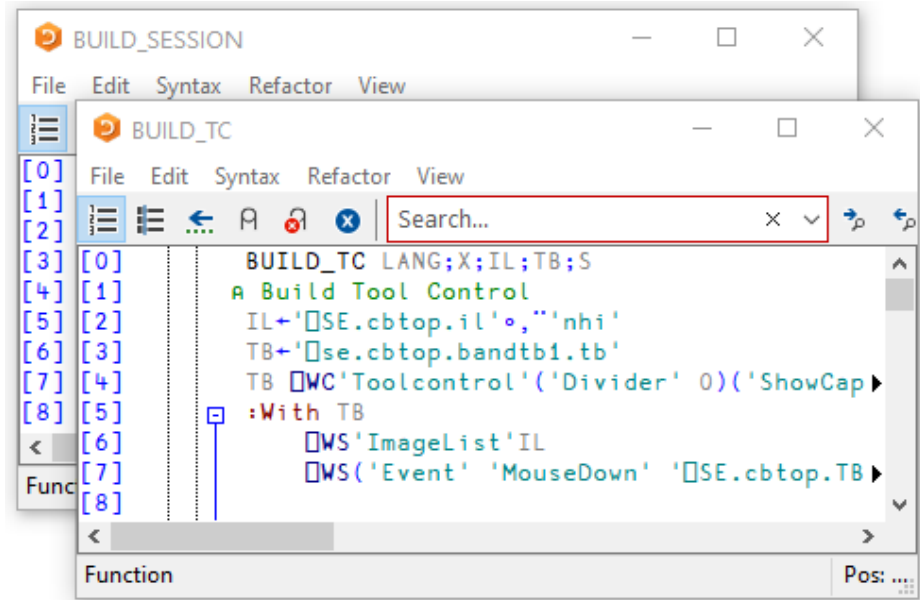 BUILD_SESSION
File Edit Syntax Refactor View
BUILD_TC
File Edit Syntax Refactor View
Search...
[0]
[1]
[2]
[3]
[4]
[5]
[6]
[7]
[8]
Func
[0] BUILD_TC LANG;X;IL;TB;S
[1] ⍝ Build Tool Control
[2] IL←'⎕SE.cbtop.il'∘,¨'nhi'
[3] TB←'⎕se.cbtop.bandtb1.tb'
[4] TB ⎕WC'Toolcontrol'('Divider' 0)('ShowCap
[5] :With TB
[6] ⎕WS'ImageList'IL
[7] ⎕WS('Event' 'MouseDown' '⎕SE.cbtop.TB
[8]
Function Pos: ...